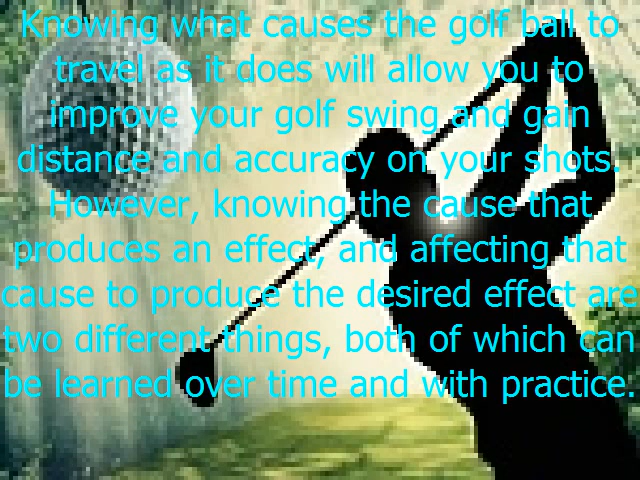 Knowing what causes the golf ball to
travel as it does will allow you to
improve your golf swing and gain
distance and accuracy on your shots.
However, knowing the cause that
produces an effect, and affecting that
cause to produce the desired effect are
two different things, both of which can
be learned over time and with practice.